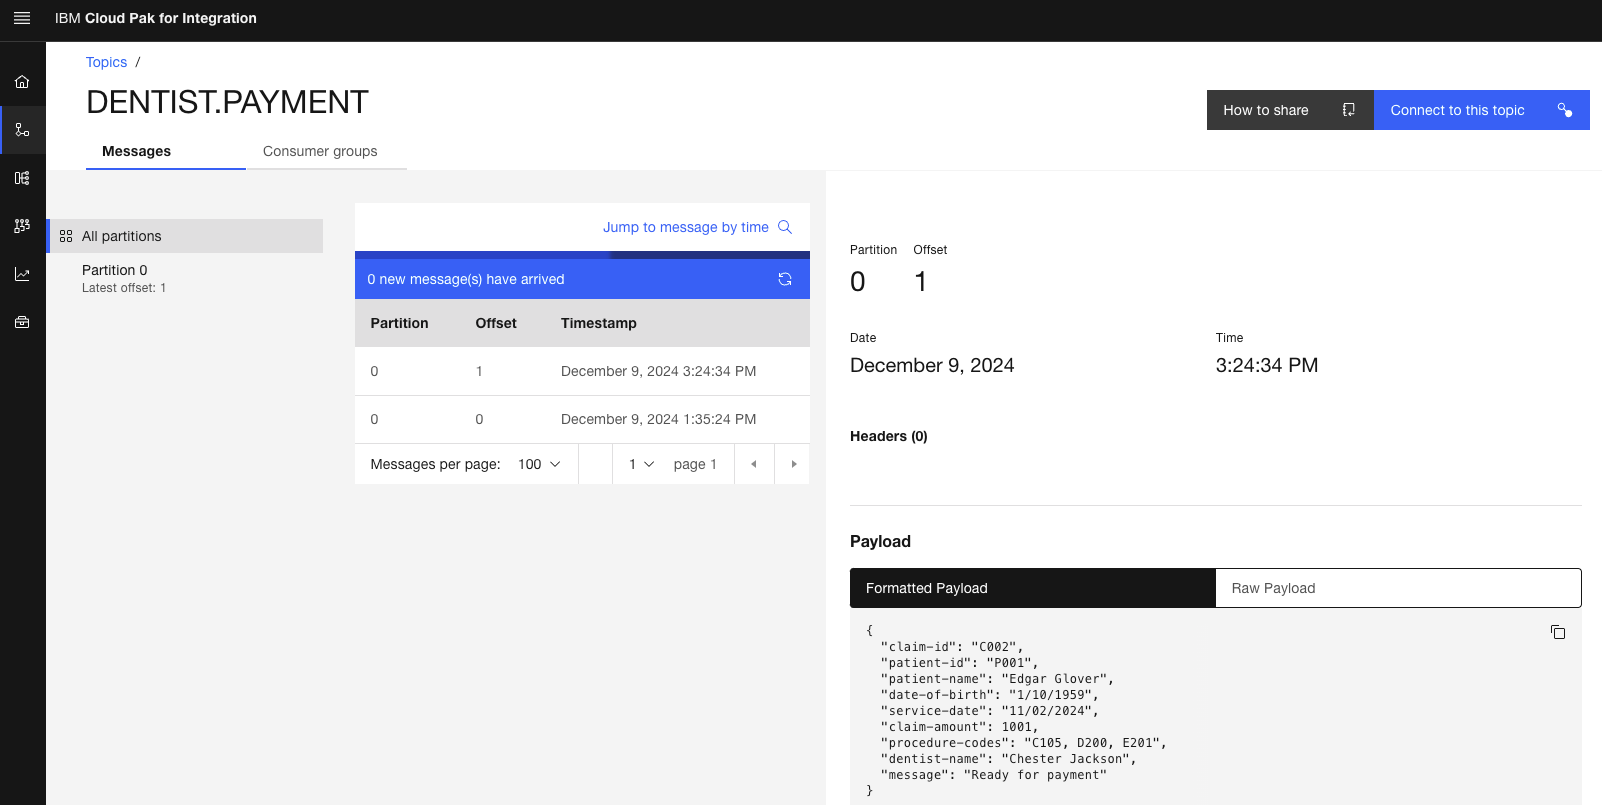 IBM Cloud Pak for Integration
Topics /
DENTIST.PAYMENT
How to share
Connect to this topic
Messages
Consumer groups
All partitions
Partition 0
Latest offset: 1
Jump to message by time
0 new message(s) have arrived
Partition Offset Timestamp
0 1 December 9, 2024 3:24:34 PM
0 0 December 9, 2024 1:35:24 PM
Messages per page: 100 1 page 1
Partition Offset
0 1
Date Time
December 9, 2024 3:24:34 PM
Headers (0)
Payload
Formatted Payload Raw Payload
{
"claim-id": "C002",
"patient-id": "P001",
"patient-name": "Edgar Glover",
"date-of-birth": "1/10/1959",
"service-date": "11/02/2024",
"claim-amount": 1001,
"procedure-codes": "C105, D200, E201",
"dentist-name": "Chester Jackson",
"message": "Ready for payment"
}